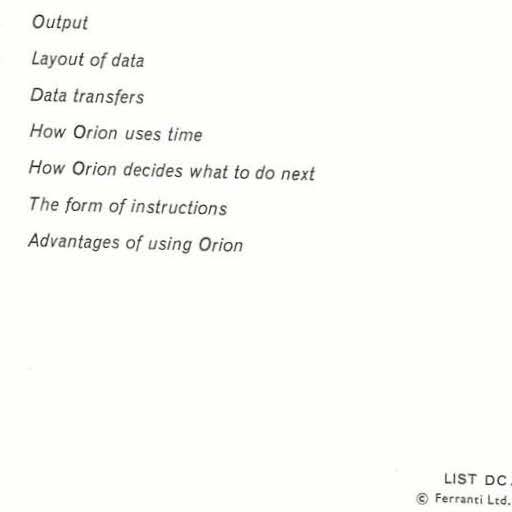 Output
Layout of data
Data transfers
How Orion uses time
How Orion decides what to do next
The form of instructions
Advantages of using Orion
LIST DC.
© Ferranti Ltd.